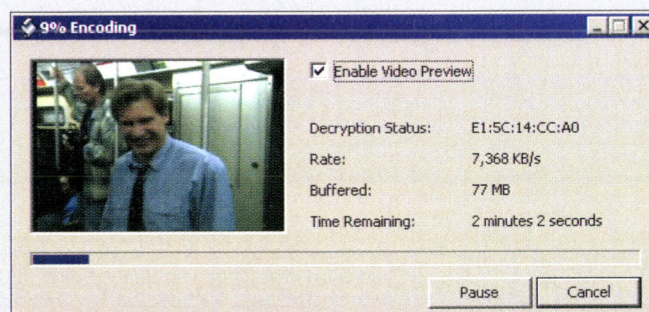 9% Encoding
Enable Video Preview
Decryption Status: E1:5C:14:CC:A0
Rate: 7,368 KB/s
Buffered: 77 MB
Time Remaining: 2 minutes 2 seconds
Pause Cancel